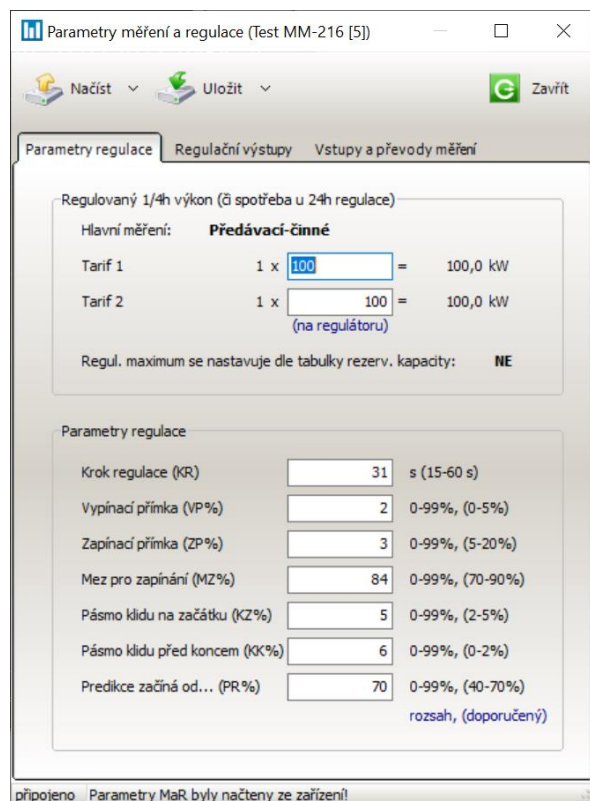 Parametry měření a regulace (Test MM-216 [5])
Načíst Uložit Zavřít
Parametry regulace Regulační výstupy Vstupy a převody měření
Regulovaný 1/4h výkon (či spotřeba u 24h regulace)
Hlavní měření: Předávací-činné
Tarif 1 1 x 100 = 100,0 kW
Tarif 2 1 x 100 = 100,0 kW
(na regulátoru)
Regul. maximum se nastavuje dle tabulky rezerv. kapacity: NE
Parametry regulace
Krok regulace (KR) 31 s (15-60 s)
Vypínací přímka (VP%) 2 0-99%, (0-5%)
Zapínací přímka (ZP%) 3 0-99%, (5-20%)
Mez pro zapínání (MZ%) 84 0-99%, (70-90%)
Pásmo klidu na začátku (KZ%) 5 0-99%, (2-5%)
Pásmo klidu před koncem (KK%) 6 0-99%, (0-2%)
Predikce začíná od... (PR%) 70 0-99%, (40-70%)
rozsah, (doporučený)
připojeno Parametry MaR byly načteny ze zařízení!